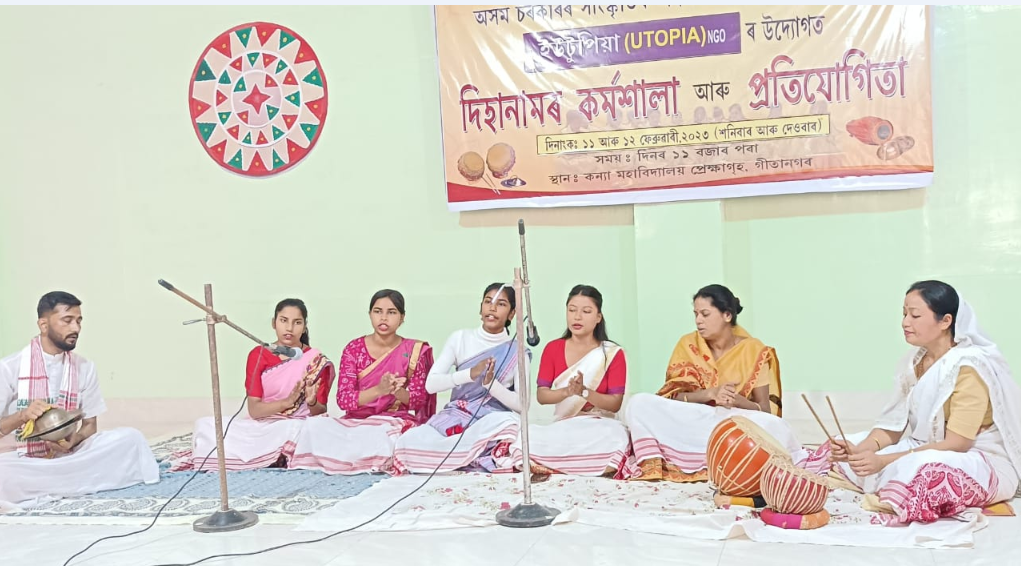 অসম চৰকাৰৰ সাংস্কৃতিক
ইউটুপিয়া (UTOPIA) NGO ৰ উদ্যোগত
দিহানামৰ কৰ্মশালা আৰু প্ৰতিযোগিতা
দিনাংকঃ ১১ আৰু ১২ ফেব্ৰুৱাৰী,২০২৩ (শনিবাৰ আৰু দেওবাৰ)
সময়ঃ দিনৰ ১১ বজাৰ পৰা
স্থানঃ কন্যা মহাবিদ্যালয় প্ৰেক্ষাগৃহ, গীতানগৰ